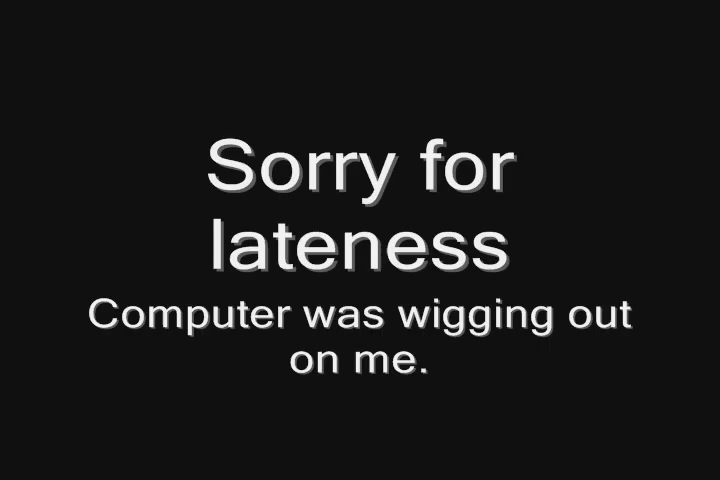 Sorry for
lateness
Computer was wigging out
on me.